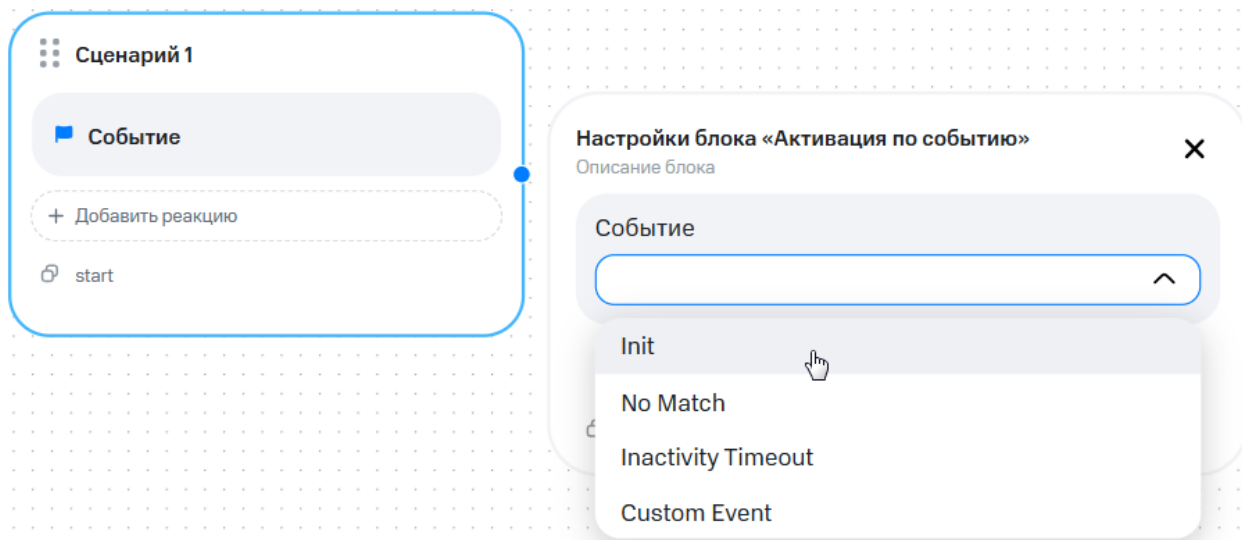 Сценарий 1
Событие
+ Добавить реакцию
start
Настройки блока «Активация по событию»
Описание блока
Событие
Init
No Match
Inactivity Timeout
Custom Event